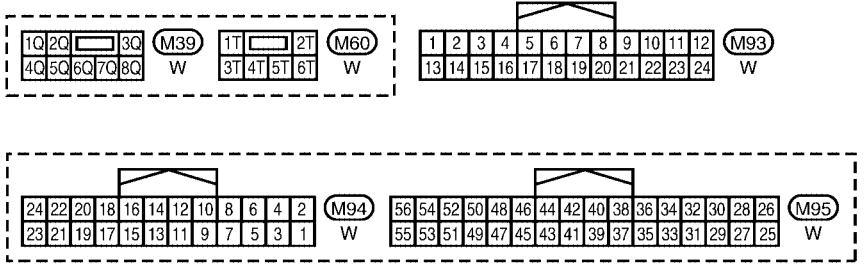 1Q 2Q 3Q M39
4Q 5Q 6Q 7Q 8Q W
1T 2T M60
3T 4T 5T 6T W
1 2 3 4 5 6 7 8 9 10 11 12 M93
13 14 15 16 17 18 19 20 21 22 23 24 W
24 22 20 18 16 14 12 10 8 6 4 2 M94
23 21 19 17 15 13 11 9 7 5 3 1 W
56 54 52 50 48 46 44 42 40 38 36 34 32 30 28 26 M95
55 53 51 49 47 45 43 41 39 37 35 33 31 29 27 25 W